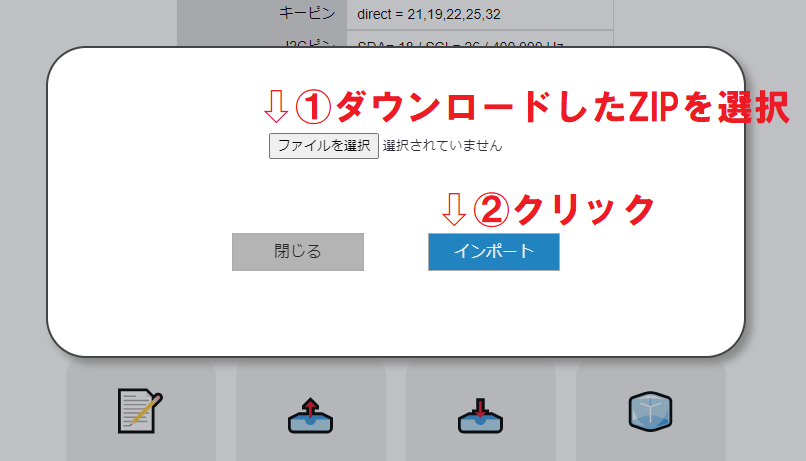 キーピン direct = 21,19,22,25,32
I2Cピン SDA= 18 / SCL= 26 / 400,000 Hz
⇩①ダウンロードしたZIPを選択
ファイルを選択 選択されていません
⇩②クリック
閉じる インポート